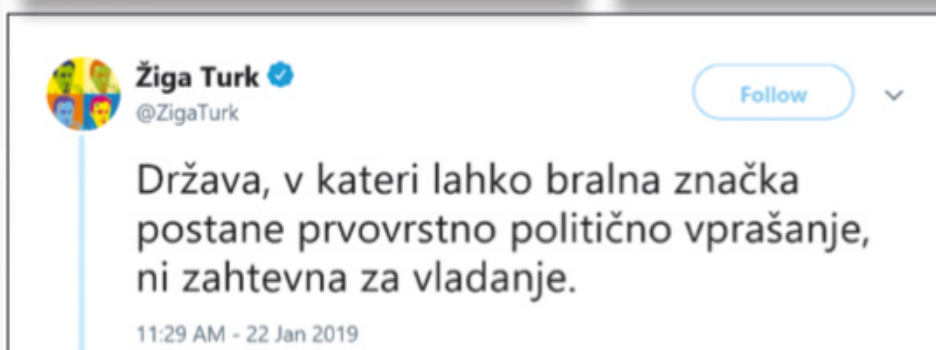 Žiga Turk
@ZigaTurk
Follow
Država, v kateri lahko bralna značka
postane prvovrstno politično vprašanje,
ni zahtevna za vladanje.
11:29 AM - 22 Jan 2019